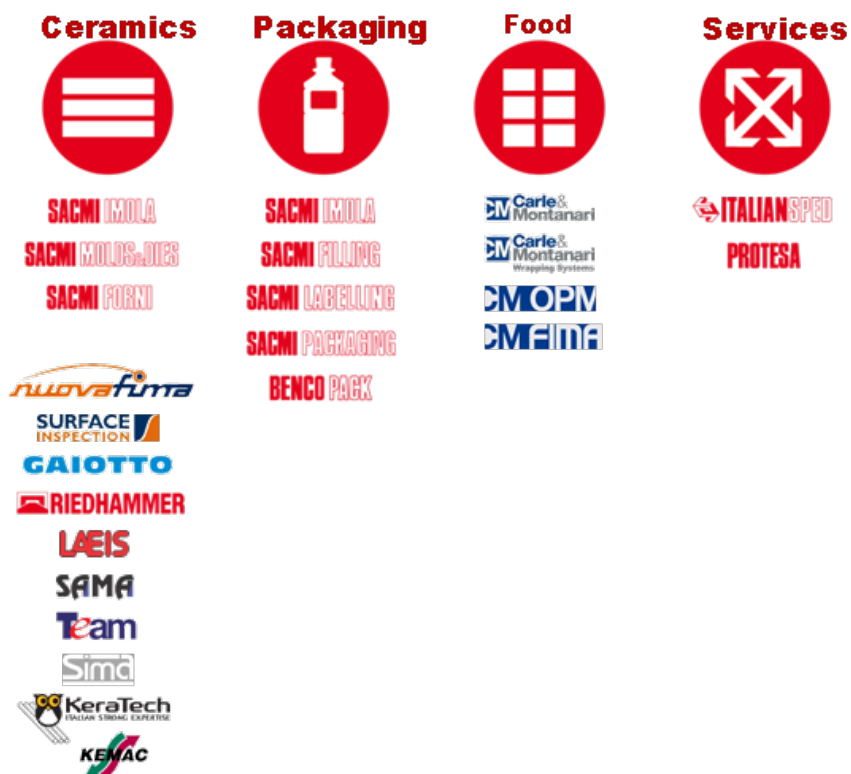 Ceramics
Packaging
Food
Services
SACMI IMOLA
SACMI MOLDS&DIES
SACMI FORNI
nuovafima
SURFACE
INSPECTION
GAIOTTO
RIEDHAMMER
LAEIS
SAMA
Team
Sima
KeraTech
ITALIAN STRONG EXPERTISE
KEMAC
SACMI IMOLA
SACMI FILLING
SACMI LABELLING
SACMI PACKAGING
BENCO PACK
CM Carle&
Montanari
CM Carle&
Montanari
Wrapping Systems
CM OPM
CM FIMA
ITALIANSPED
PROTESA